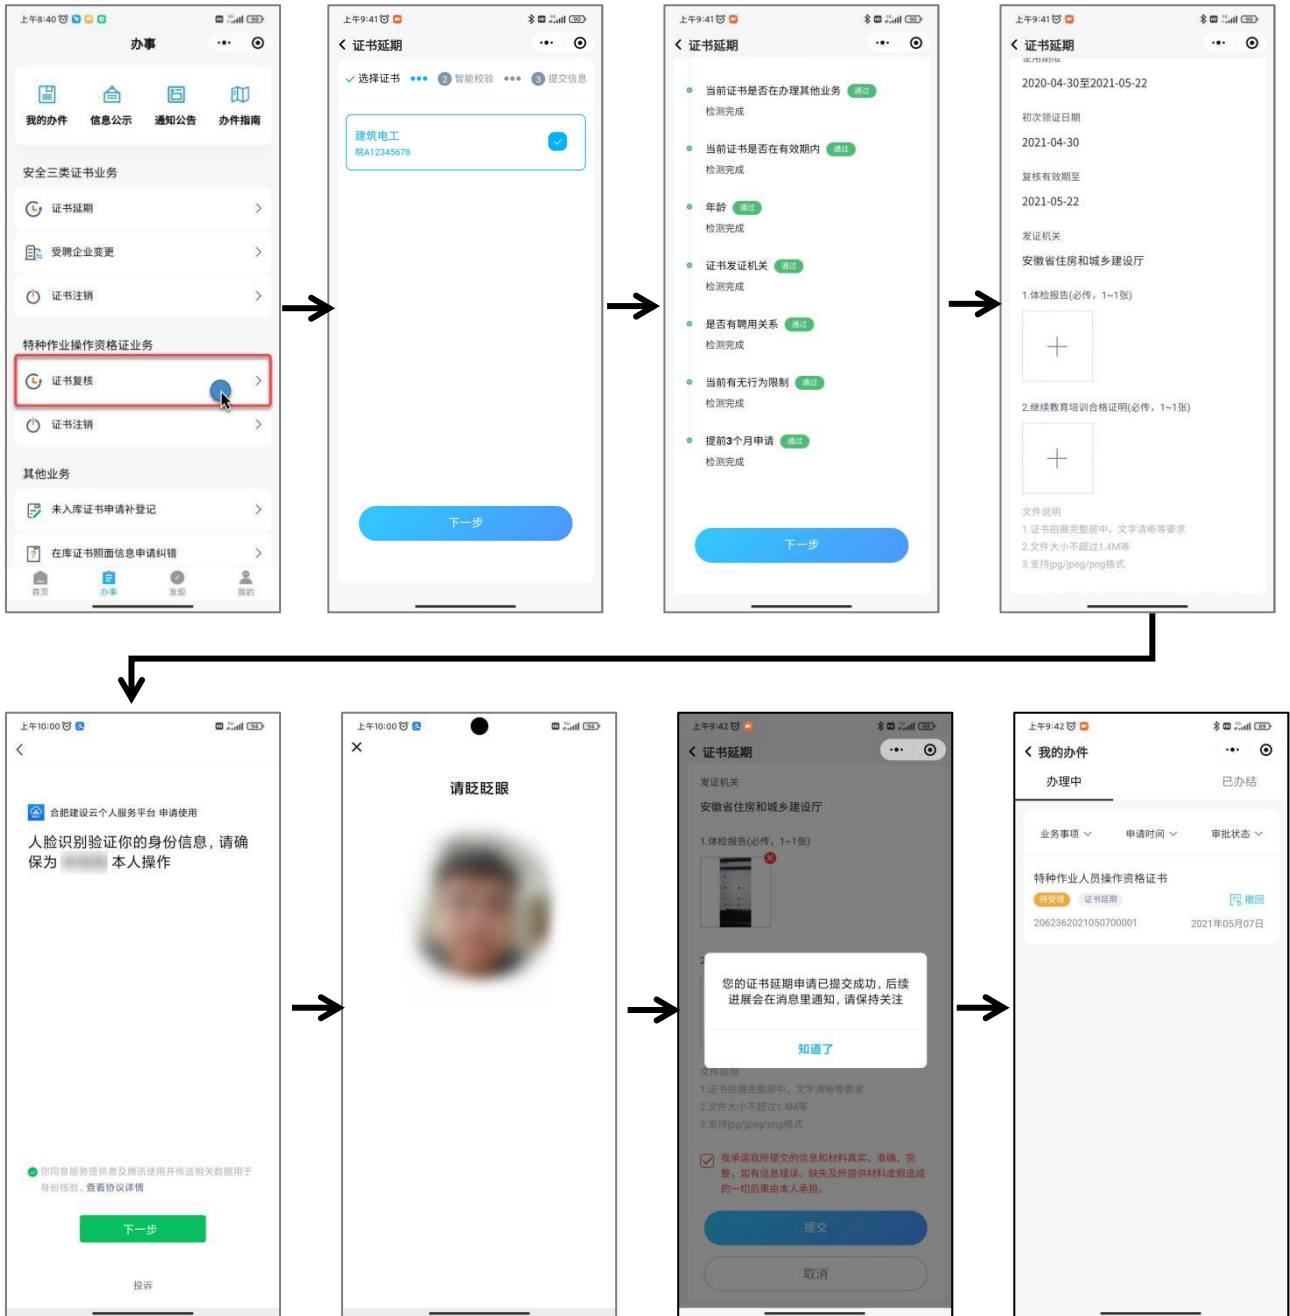 上午8:40
办事
我的办件 信息公示 通知公告 办件指南
安全三类证书业务
证书延期
受聘企业变更
证书注销
特种作业操作资格证业务
证书复核
证书注销
其他业务
未入库证书申请补登记
在库证书照面信息申请纠错
首页 办事 发现 我的
上午9:41
证书延期
选择证书 2 智能校验 3 提交信息
建筑电工
皖A12345678
下一步
上午9:41
证书延期
当前证书是否在办理其他业务 通过
检测完成
当前证书是否在有效期内 通过
检测完成
年龄 通过
检测完成
证书发证机关 通过
检测完成
是否有聘用关系 通过
检测完成
当前有无行为限制 通过
检测完成
提前3个月申请 通过
检测完成
下一步
上午9:41
证书延期
使用期限
2020-04-30至2021-05-22
初次领证日期
2021-04-30
复核有效期至
2021-05-22
发证机关
安徽省住房和城乡建设厅
1.体检报告(必传，1~1张)
2.继续教育培训合格证明(必传，1~1张)
文件说明
1.证书拍摄完整居中，文字清晰等要求
2.文件大小不超过1.4M等
3.支持jpg/jpeg/png格式
上午10:00
合肥建设云个人服务平台 申请使用
人脸识别验证你的身份信息，请确
保为 本人操作
你同意服务提供者及腾讯使用并传送相关数据用于
身份核验，查看协议详情
下一步
投诉
上午10:00
请眨眨眼
上午9:42
证书延期
发证机关
安徽省住房和城乡建设厅
1.体检报告(必传，1~1张)
2
您的证书延期申请已提交成功，后续
进展会在消息里通知，请保持关注
知道了
文件说明
1.证书拍摄完整居中，文字清晰等要求
2.文件大小不超过1.4M等
3.支持jpg/jpeg/png格式
我承诺我所提交的信息和材料真实、准确、完
整，如有信息错误、缺失及所提供材料虚假造成
的一切后果由本人承担。
提交
取消
上午9:42
我的办件
办理中 已办结
业务事项 申请时间 审批状态
特种作业人员操作资格证书
待受理 证书延期 撤回
2062362021050700001 2021年05月07日